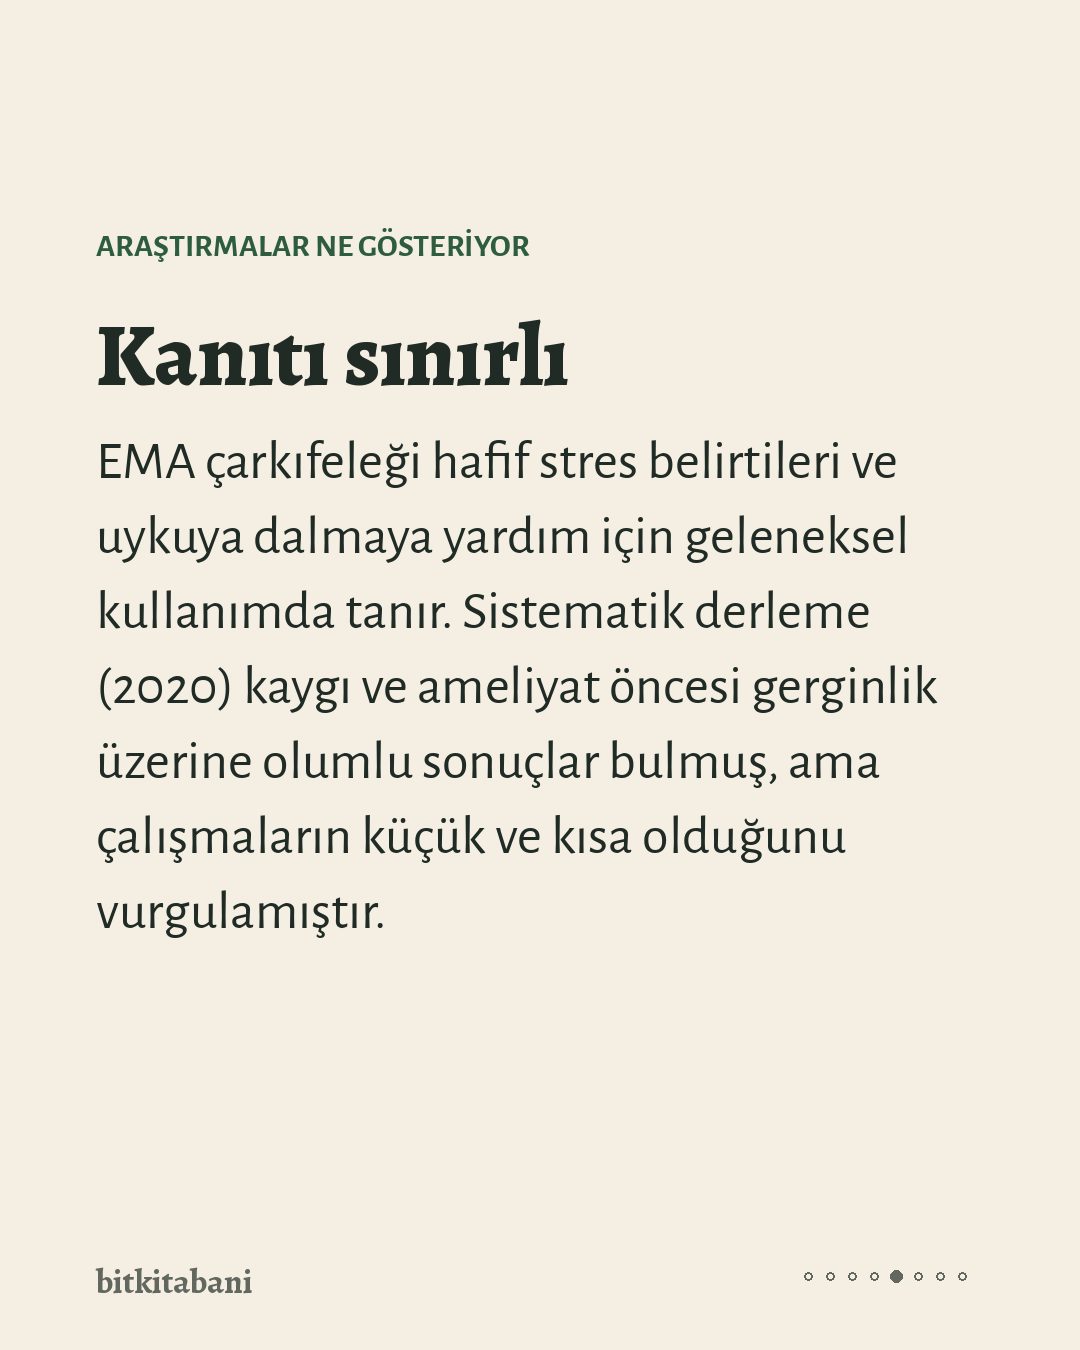 ARAŞTIRMALAR NE GÖSTERİYOR
Kanıtı sınırlı
EMA çarkıfeleği hafif stres belirtileri ve
uykuya dalmaya yardım için geleneksel
kullanımda tanır. Sistematik derleme
(2020) kaygı ve ameliyat öncesi gerginlik
üzerine olumlu sonuçlar bulmuş, ama
çalışmaların küçük ve kısa olduğunu
vurgulamıştır.
bitkitabani